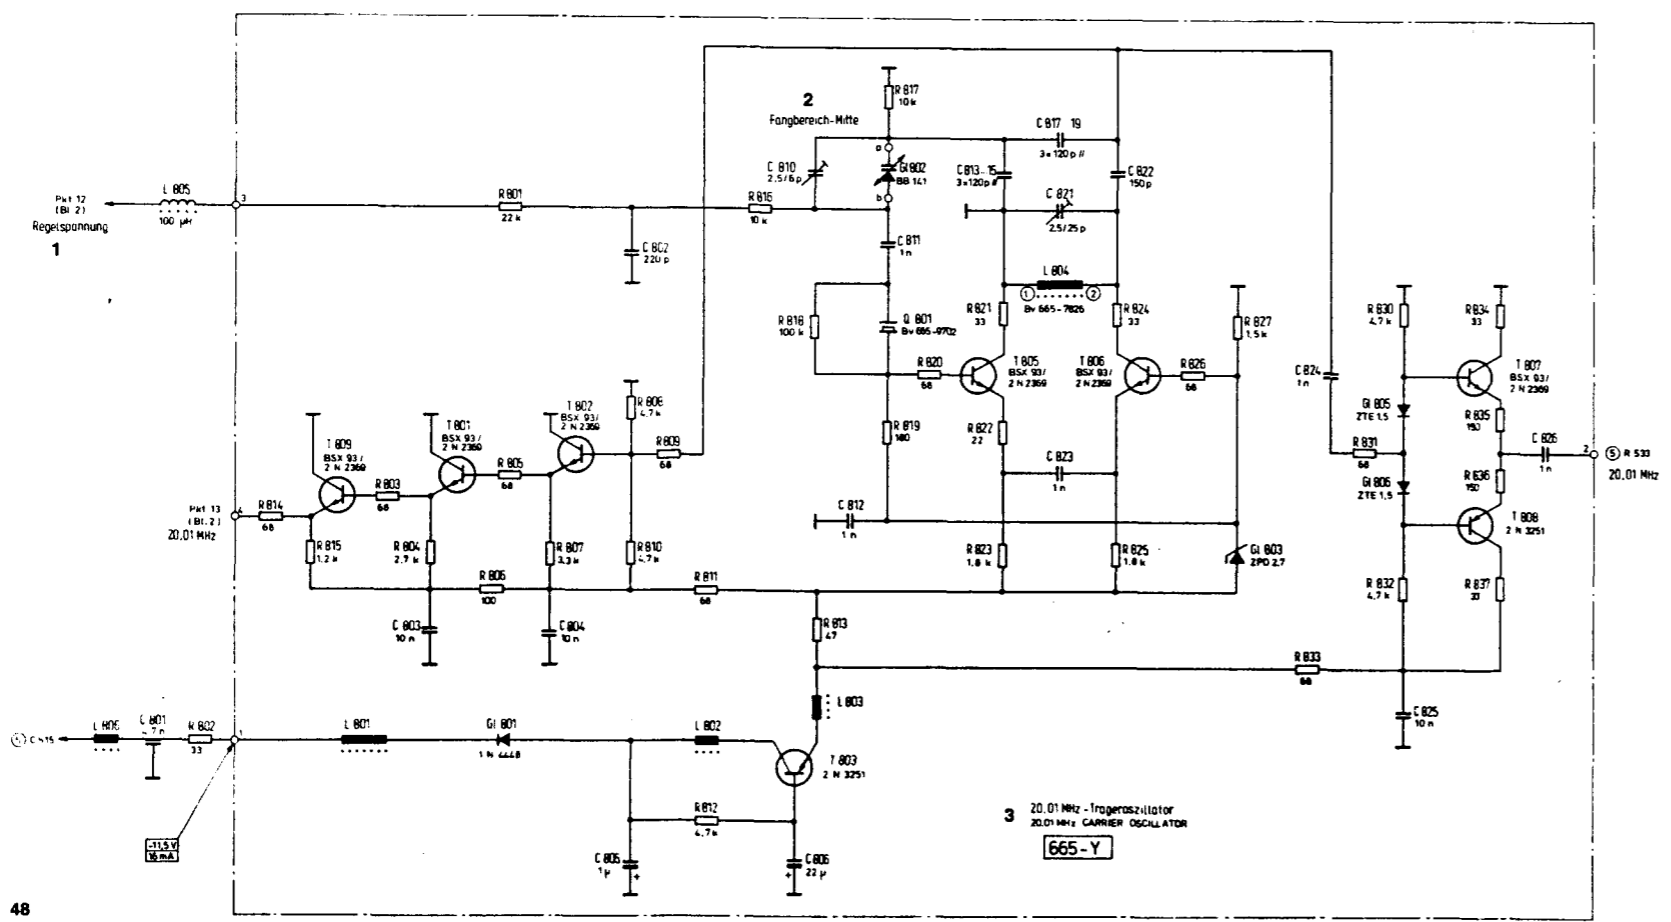 2
Fangbereich-Mitte
R 817
10 k
C 817 19
3×120p //
C 810
2,5/6p
Gl 802
BB 141
a
b
C 813-15
3×120p //
C 822
150 p
C 821
2,5/25 p
L 805
100 µH
Pkt 12
(Bl 2)
Regelspannung
1
3
R 801
22 k
R 816
10 k
C 802
220 p
C 811
1 n
L 804
1 2
Bv 665-7826
R 818
100 k
Q 801
Bv 665-9702
R 821
33
R 824
33
R 827
1,5 k
R 830
4,7 k
R 834
33
R 820
68
T 805
BSX 93/
2 N 2369
T 806
BSX 93/
2 N 2369
R 826
68
C 824
1 n
T 807
BSX 93/
2 N 2369
Gl 805
ZTE 1,5
R 835
150
T 802
BSX 93/
2 N 2369
R 808
4,7 k
R 819
180
R 822
22
T 801
BSX 93/
2 N 2369
R 809
68
R 831
68
C 826
1 n
2
5 R 533
20,01 MHz
T 809
BSX 93/
2 N 2369
R 805
68
C 823
1 n
R 803
68
Gl 806
ZTE 1,5
R 836
150
Pkt 13
(Bl. 2)
20,01 MHz
4
R 814
68
C 812
1 n
T 808
2 N 3251
R 815
1,2 k
R 804
2,7 k
R 807
3,3 k
R 810
4,7 k
R 823
1,8 k
R 825
1,8 k
Gl 803
ZPD 2,7
R 806
100
R 811
68
R 832
4,7 k
R 837
33
C 803
10 n
C 804
10 n
R 813
47
R 833
68
L 803
C 825
10 n
L 806
C 801
4,7 n
R 802
33
1
L 801
Gl 801
1 N 4448
L 802
T 803
2 N 3251
R 812
4,7 k
-11,5 V
16 mA
C 805
1 µ
+
C 806
22 µ
+
3
20,01 MHz -Trägeroszillator
20.01 MHz CARRIER OSCILLATOR
665-Y
48